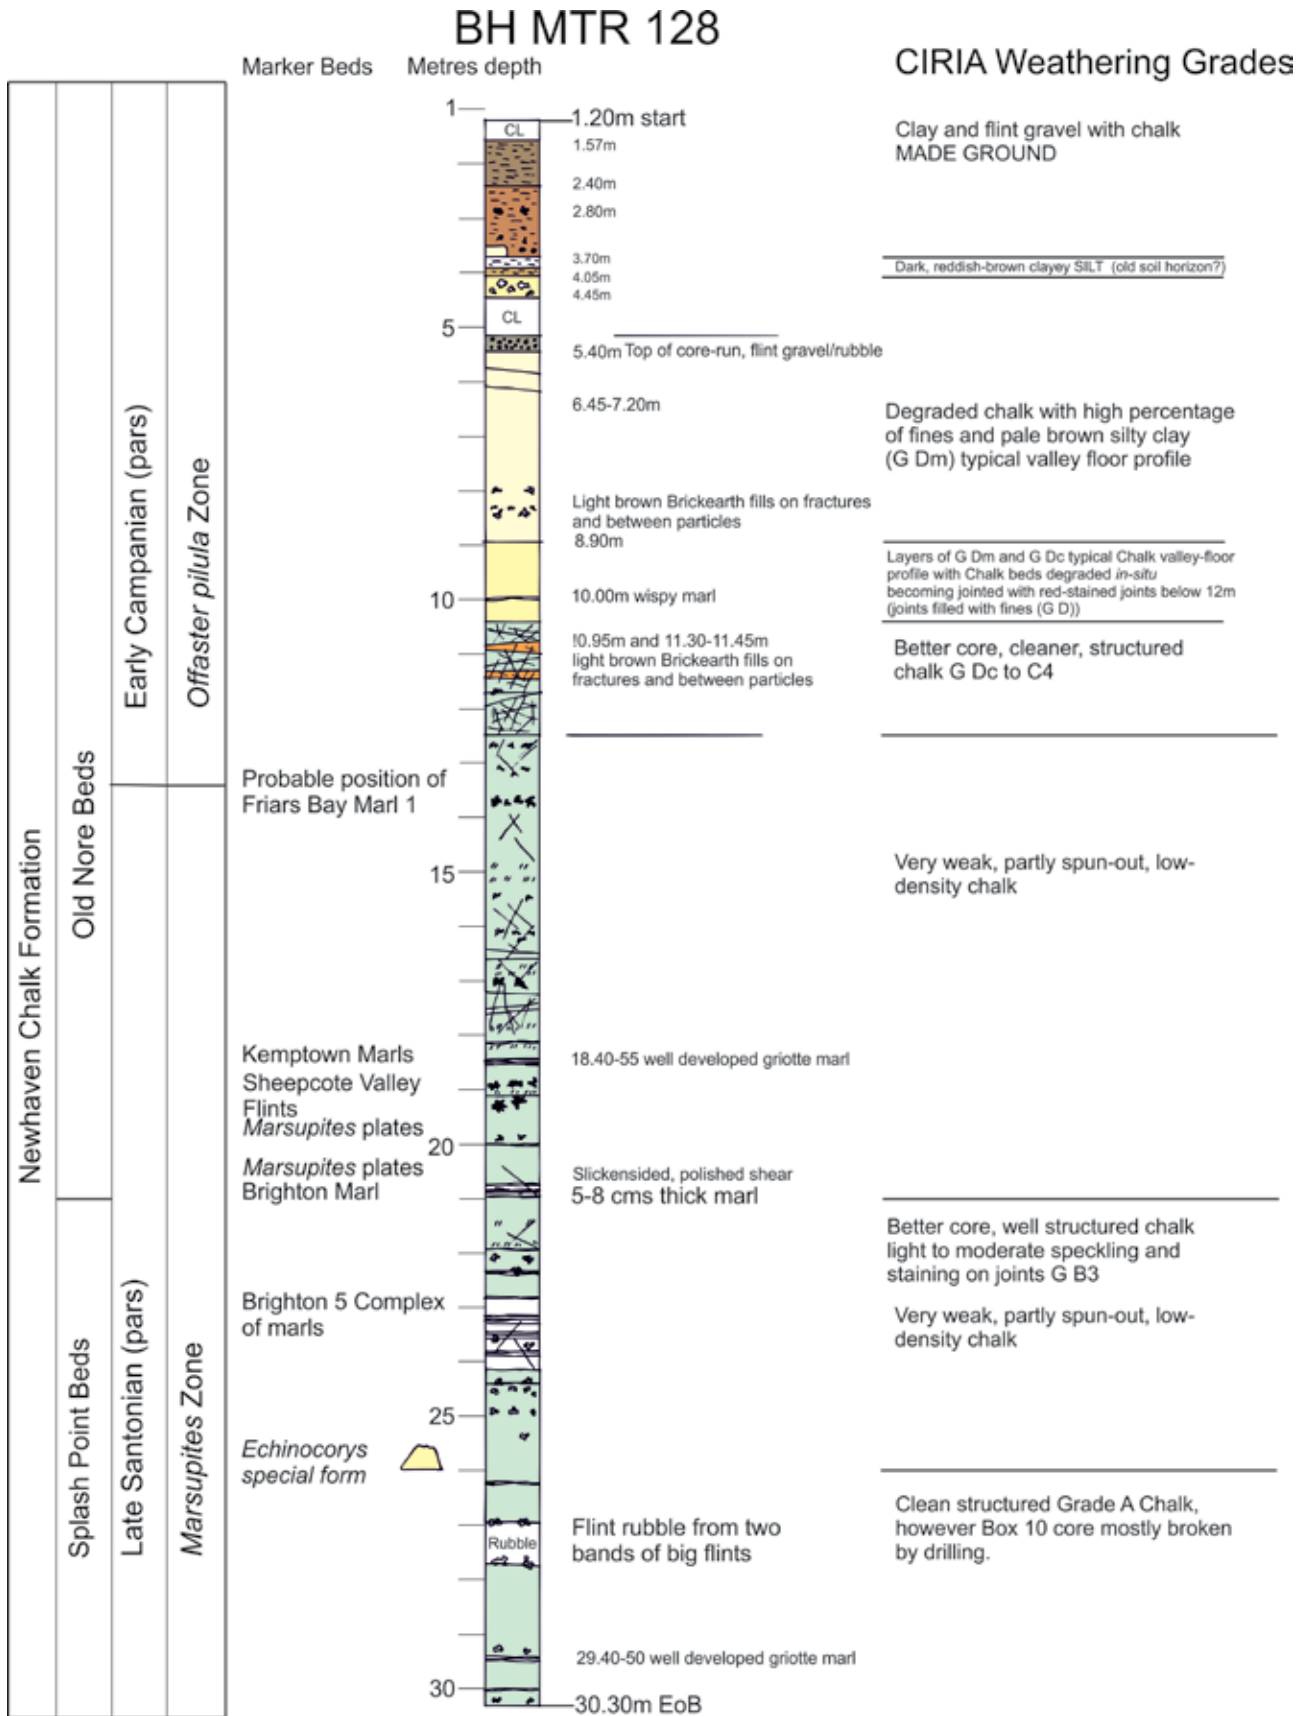 BH MTR 128
Marker Beds
Metres depth
CIRIA Weathering Grades
1
1.20m start
CL
1.57m
2.40m
2.80m
3.70m
4.05m
4.45m
CL
5
5.40m Top of core-run, flint gravel/rubble
6.45-7.20m
Light brown Brickearth fills on fractures
and between particles
8.90m
10
10.00m wispy marl
!0.95m and 11.30-11.45m
light brown Brickearth fills on
fractures and between particles
15
18.40-55 well developed griotte marl
20
Slickensided, polished shear
5-8 cms thick marl
25
Flint rubble from two
bands of big flints
Rubble
29.40-50 well developed griotte marl
30
30.30m EoB
Clay and flint gravel with chalk
MADE GROUND
Dark, reddish-brown clayey SILT (old soil horizon?)
Degraded chalk with high percentage
of fines and pale brown silty clay
(G Dm) typical valley floor profile
Layers of G Dm and G Dc typical Chalk valley-floor
profile with Chalk beds degraded in-situ
becoming jointed with red-stained joints below 12m
(joints filled with fines (G D))
Better core, cleaner, structured
chalk G Dc to C4
Very weak, partly spun-out, low-
density chalk
Better core, well structured chalk
light to moderate speckling and
staining on joints G B3
Very weak, partly spun-out, low-
density chalk
Clean structured Grade A Chalk,
however Box 10 core mostly broken
by drilling.
Probable position of
Friars Bay Marl 1
Kemptown Marls
Sheepcote Valley
Flints
Marsupites plates
Marsupites plates
Brighton Marl
Brighton 5 Complex
of marls
Echinocorys
special form
Newhaven Chalk Formation
Old Nore Beds
Splash Point Beds
Early Campanian (pars)
Late Santonian (pars)
Offaster pilula Zone
Marsupites Zone